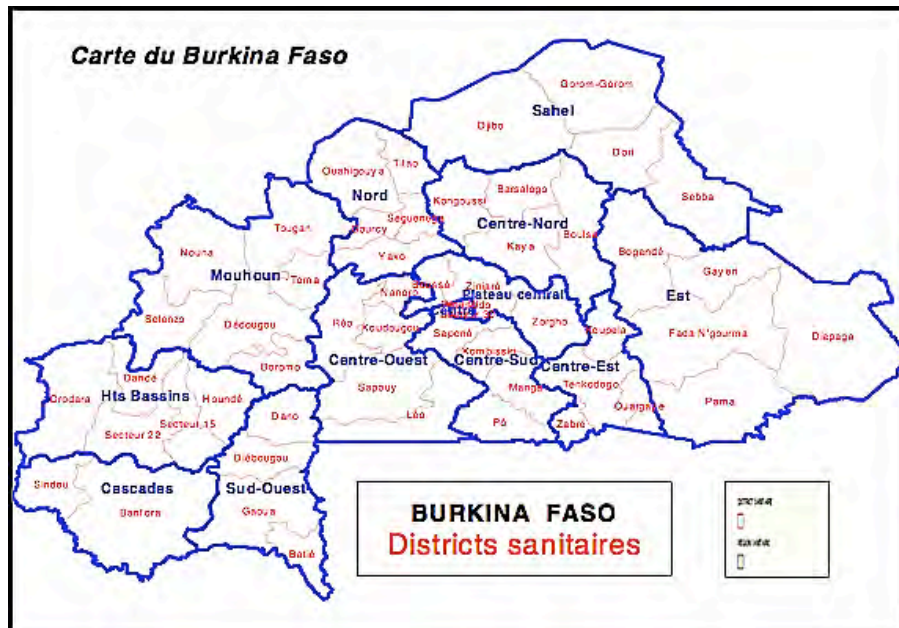 Carte du Burkina Faso
Gorom-Gorom
Sahel
Djibo
Dori
Titao
Ouahigouya
Sebba
Nord
Barsalogo
Kongoussi
Seguenega
Centre-Nord
Tougan
Gourcy
Boulsa
Kaya
Nouna
Yako
Bogandé
Gayeri
Mouhoun
Toma
Nanoro
Boussé
Ziniaré
Plateau central
Est
Centre
Solenzo
Dédougou
Réo
Koudougou
Saponé
Zorgho
Koupela
Fada N'gourma
Diapaga
Kombissiri
Centre-Ouest
Centre-Sud
Centre-Est
Boromo
Dandé
Tenkodogo
Orodara
Hts Bassins
Houndé
Sapouy
Manga
Ouargaye
Pama
Dano
Léo
Secteur 15
Secteur 22
Pô
Zabré
Diébougou
Sindou
Cascades
Sud-Ouest
Banfora
Gaoua
Batié
BURKINA FASO
Districts sanitaires